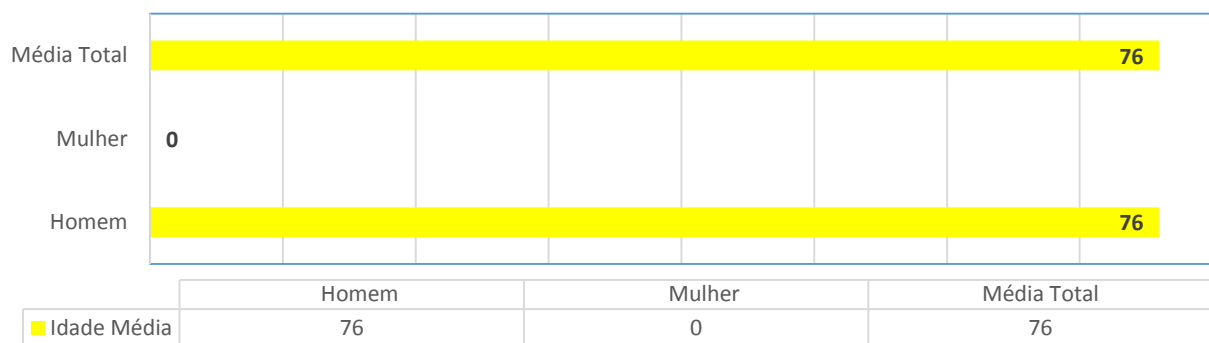 Média Total 76
Mulher 0
Homem 76
Homem Mulher Média Total
Idade Média 76 0 76